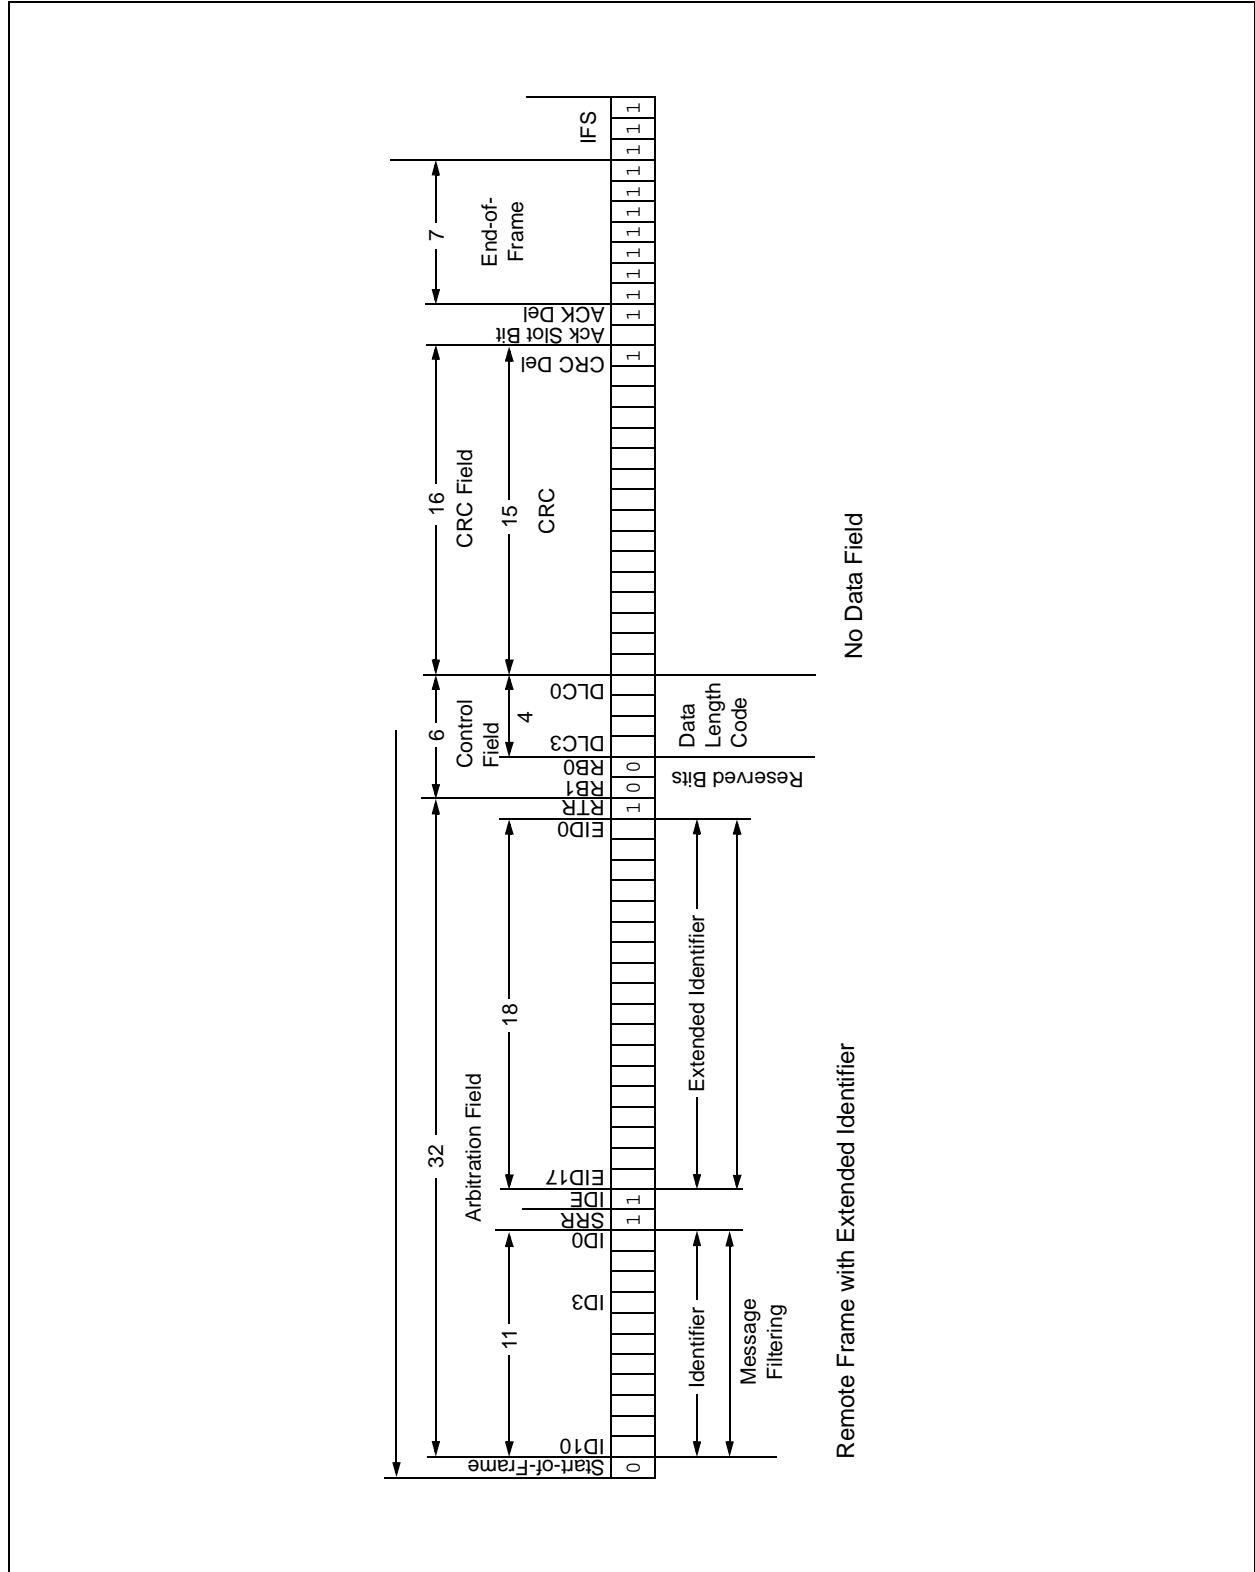 32
Arbitration Field
11
18
6
Control
Field
4
16
CRC Field
15
CRC
7
End-of-
Frame
IFS
Start-of-Frame
ID10
ID3
ID0
SRR
IDE
EID17
EID0
RTR
RB1
RB0
DLC3
DLC0
CRC Del
Ack Slot Bit
ACK Del
0 1 1 1 0 0 1 1 1 1 1 1 1 1 1 1 1 1
Identifier
Extended Identifier
Message
Filtering
Reserved Bits
Data
Length
Code
Remote Frame with Extended Identifier
No Data Field